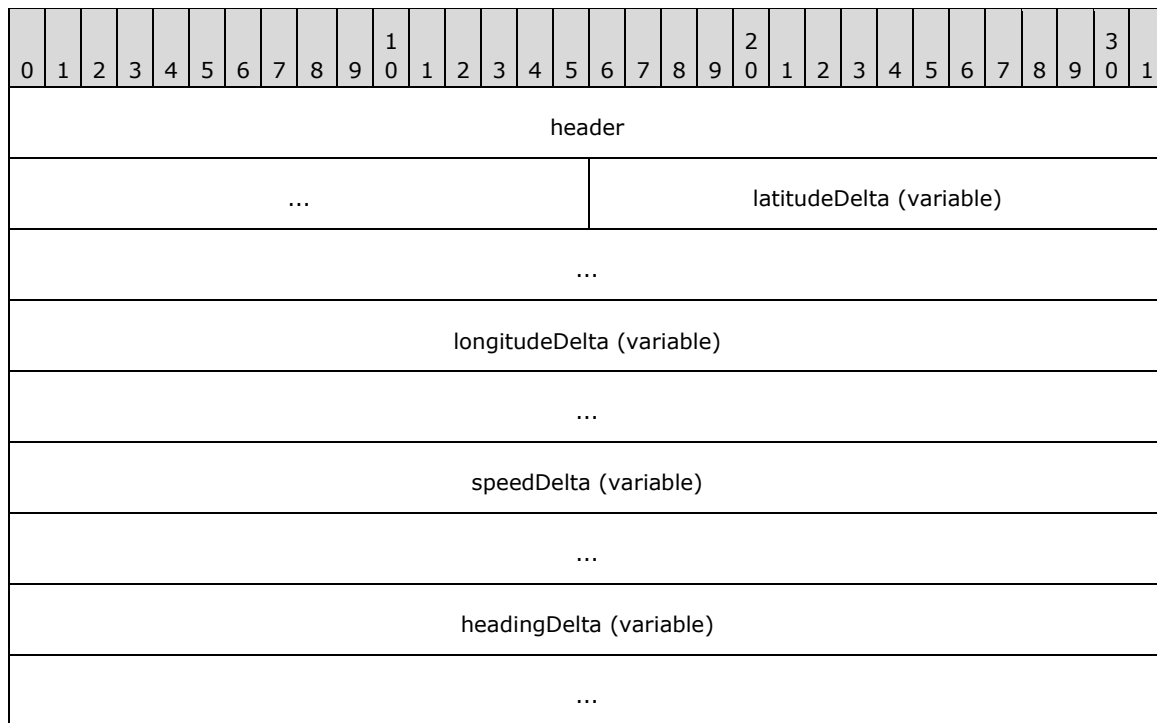 1 2 3
0 1 2 3 4 5 6 7 8 9 0 1 2 3 4 5 6 7 8 9 0 1 2 3 4 5 6 7 8 9 0 1
header
... latitudeDelta (variable)
...
longitudeDelta (variable)
...
speedDelta (variable)
...
headingDelta (variable)
...